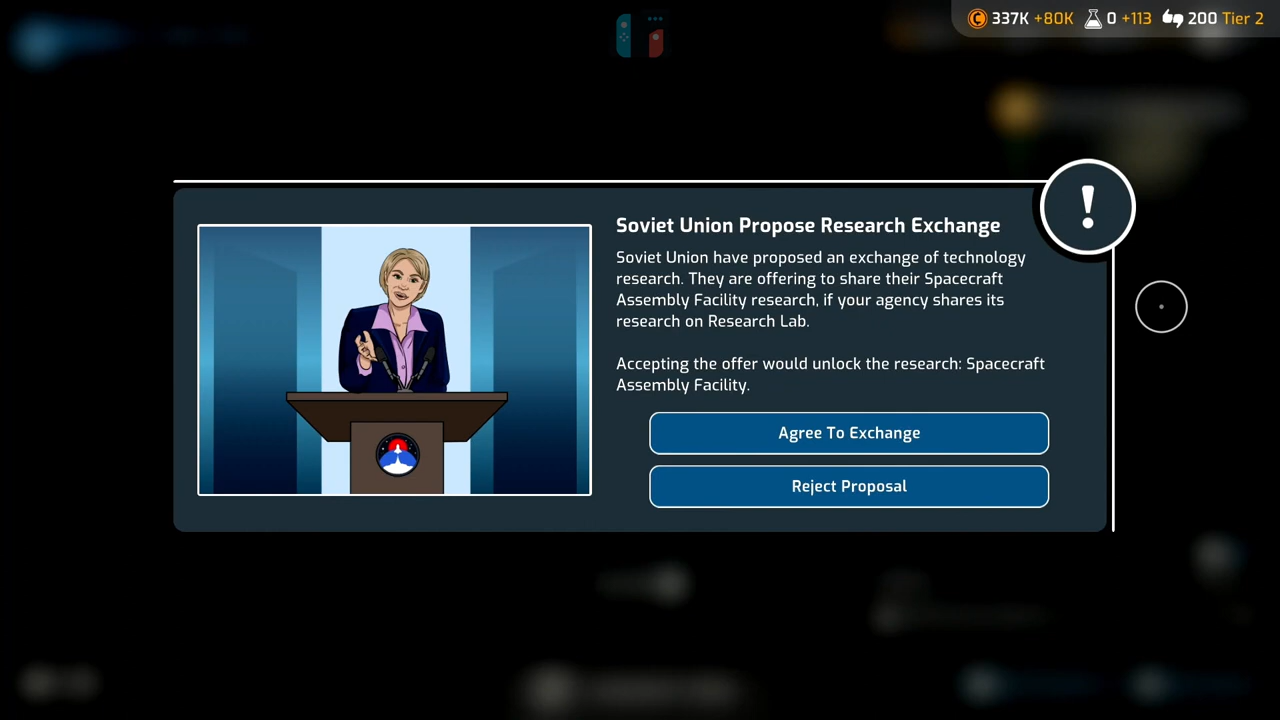 337K +80K 0 +113 200 Tier 2
Soviet Union Propose Research Exchange
Soviet Union have proposed an exchange of technology
research. They are offering to share their Spacecraft
Assembly Facility research, if your agency shares its
research on Research Lab.
Accepting the offer would unlock the research: Spacecraft
Assembly Facility.
Agree To Exchange
Reject Proposal